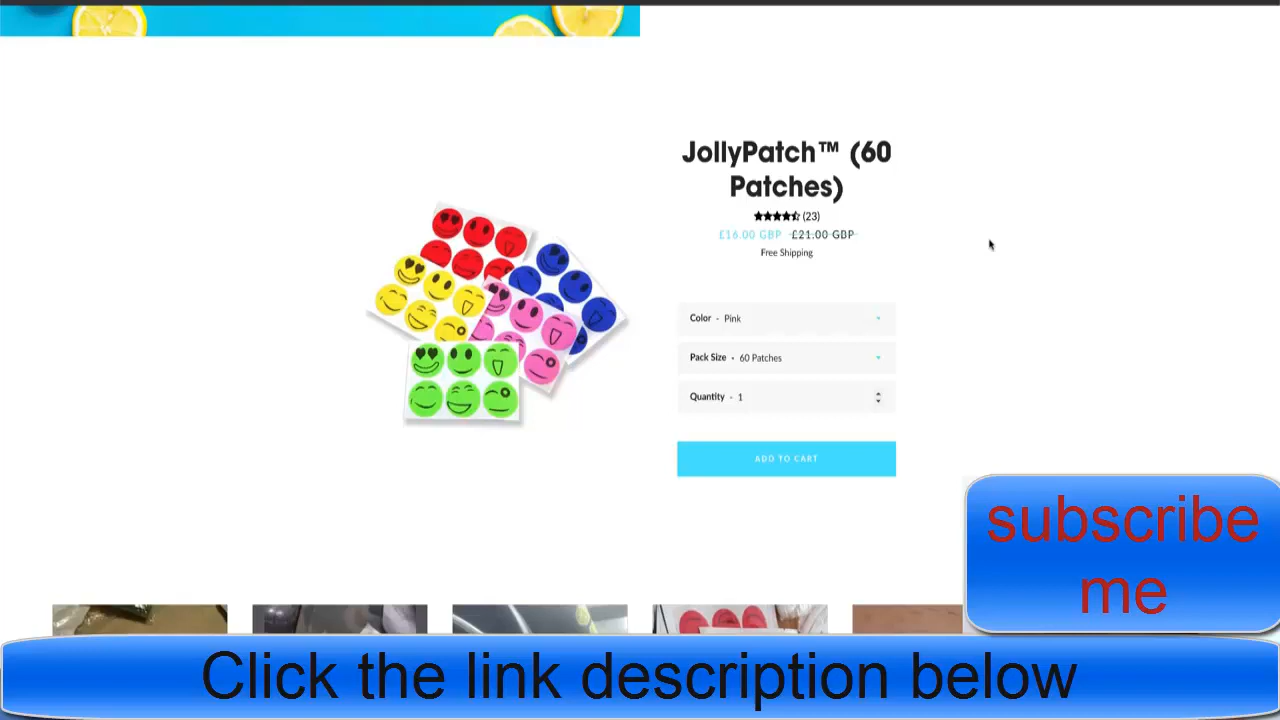 JollyPatch™ (60
Patches)
(23)
£16.00 GBP £21.00 GBP
Free Shipping
Color - Pink
Pack Size - 60 Patches
Quantity - 1
ADD TO CART
subscribe
me
Click the link description below